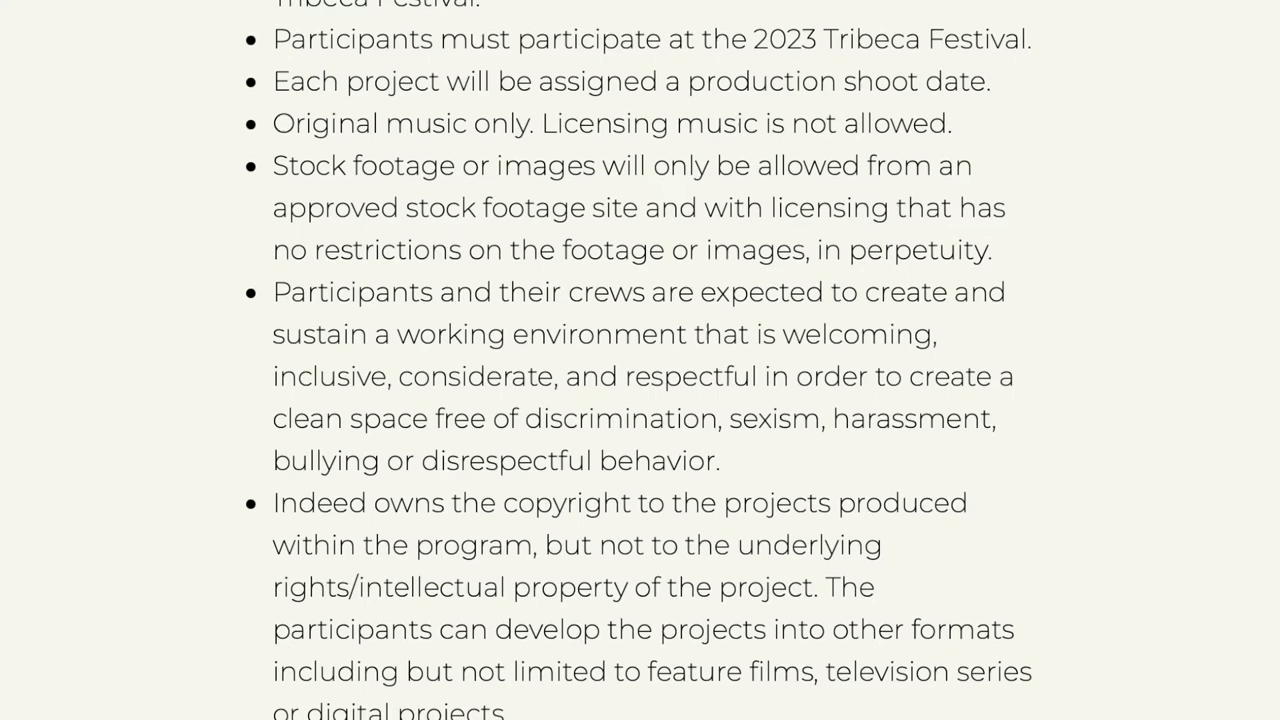 Tribeca Festival.
• Participants must participate at the 2023 Tribeca Festival.
• Each project will be assigned a production shoot date.
• Original music only. Licensing music is not allowed.
• Stock footage or images will only be allowed from an
approved stock footage site and with licensing that has
no restrictions on the footage or images, in perpetuity.
• Participants and their crews are expected to create and
sustain a working environment that is welcoming,
inclusive, considerate, and respectful in order to create a
clean space free of discrimination, sexism, harassment,
bullying or disrespectful behavior.
• Indeed owns the copyright to the projects produced
within the program, but not to the underlying
rights/intellectual property of the project. The
participants can develop the projects into other formats
including but not limited to feature films, television series
or digital projects.